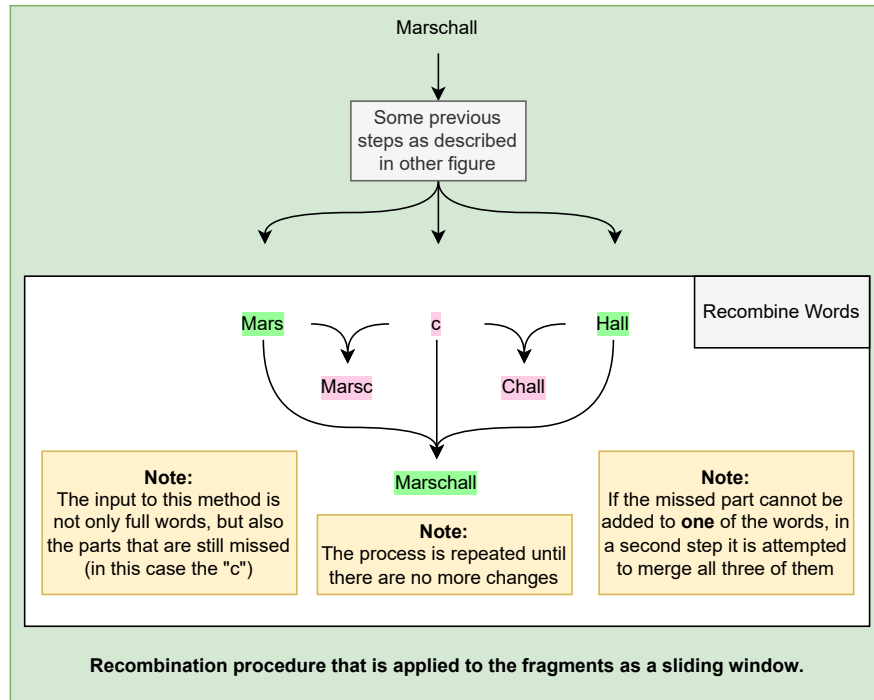 Marschall
Some previous
steps as described
in other figure
Recombine Words
Mars
c
Hall
Marsc
Chall
Marschall
Note:
The input to this method is
not only full words, but also
the parts that are still missed
(in this case the "c")
Note:
The process is repeated until
there are no more changes
Note:
If the missed part cannot be
added to one of the words, in
a second step it is attempted
to merge all three of them
Recombination procedure that is applied to the fragments as a sliding window.